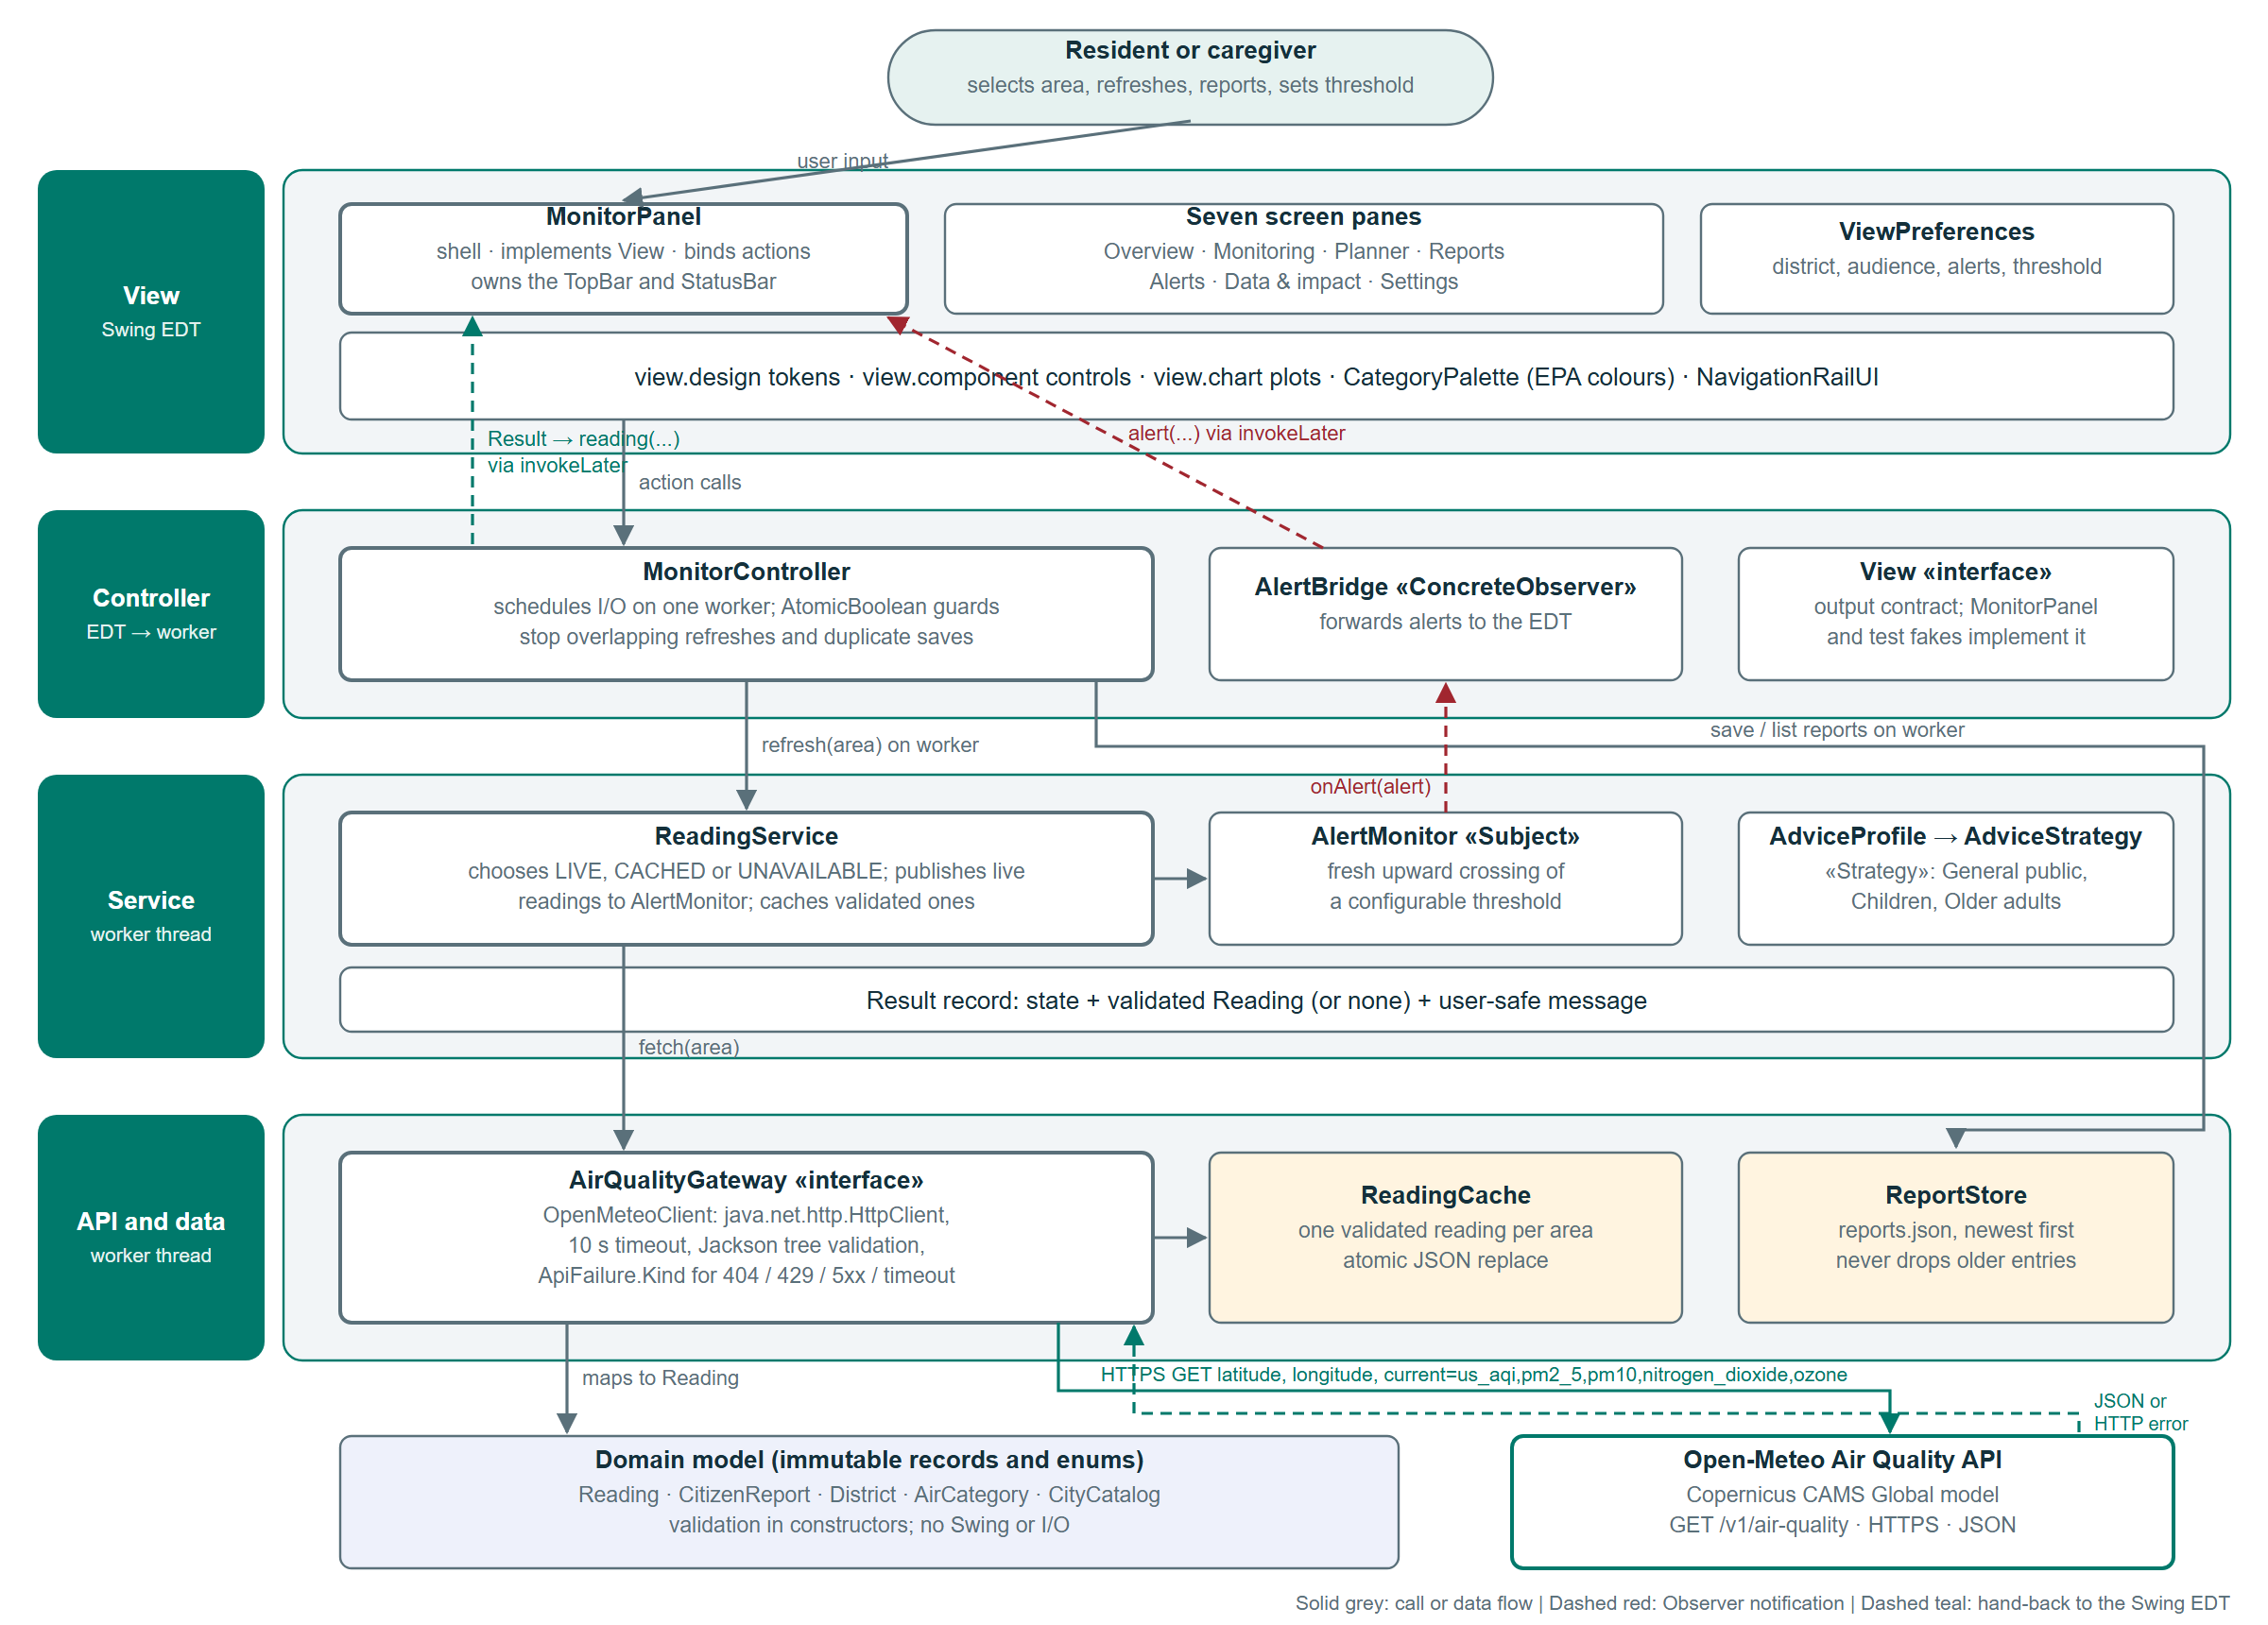 Resident or caregiver
selects area, refreshes, reports, sets threshold
user input
View
Swing EDT
MonitorPanel
shell · implements View · binds actions
owns the TopBar and StatusBar
Seven screen panes
Overview · Monitoring · Planner · Reports
Alerts · Data & impact · Settings
ViewPreferences
district, audience, alerts, threshold
view.design tokens · view.component controls · view.chart plots · CategoryPalette (EPA colours) · NavigationRailUI
Result → reading(...)
via invokeLater
action calls
alert(...) via invokeLater
Controller
EDT → worker
MonitorController
schedules I/O on one worker; AtomicBoolean guards
stop overlapping refreshes and duplicate saves
AlertBridge «ConcreteObserver»
forwards alerts to the EDT
View «interface»
output contract; MonitorPanel
and test fakes implement it
refresh(area) on worker
save / list reports on worker
onAlert(alert)
Service
worker thread
ReadingService
chooses LIVE, CACHED or UNAVAILABLE; publishes live
readings to AlertMonitor; caches validated ones
AlertMonitor «Subject»
fresh upward crossing of
a configurable threshold
AdviceProfile → AdviceStrategy
«Strategy»: General public,
Children, Older adults
Result record: state + validated Reading (or none) + user-safe message
fetch(area)
API and data
worker thread
AirQualityGateway «interface»
OpenMeteoClient: java.net.http.HttpClient,
10 s timeout, Jackson tree validation,
ApiFailure.Kind for 404 / 429 / 5xx / timeout
ReadingCache
one validated reading per area
atomic JSON replace
ReportStore
reports.json, newest first
never drops older entries
maps to Reading
HTTPS GET latitude, longitude, current=us_aqi,pm2_5,pm10,nitrogen_dioxide,ozone
JSON or
HTTP error
Domain model (immutable records and enums)
Reading · CitizenReport · District · AirCategory · CityCatalog
validation in constructors; no Swing or I/O
Open-Meteo Air Quality API
Copernicus CAMS Global model
GET /v1/air-quality · HTTPS · JSON
Solid grey: call or data flow | Dashed red: Observer notification | Dashed teal: hand-back to the Swing EDT